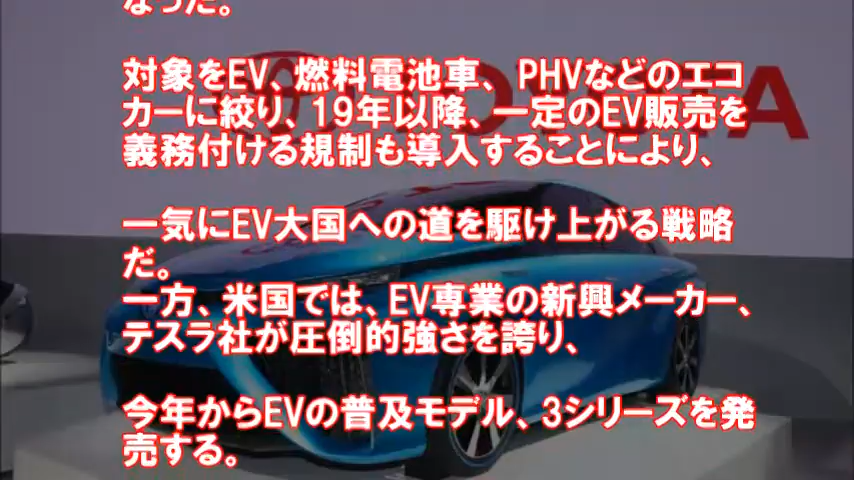 なった。
対象をEV、燃料電池車、PHVなどのエコ
カーに絞り、19年以降、一定のEV販売を
義務付ける規制も導入することにより、
一気にEV大国への道を駆け上がる戦略
だ。
一方、米国では、EV専業の新興メーカー、
テスラ社が圧倒的強さを誇り、
今年からEVの普及モデル、3シリーズを発
売する。
TOYOTA